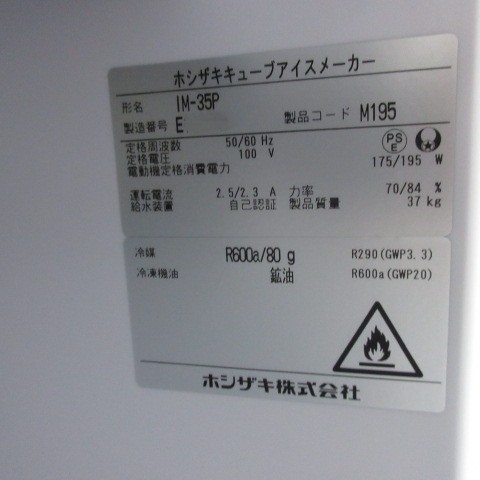 ホシザキキューブアイスメーカー
形名 IM-35P
製造番号 E 製品コード M195
定格周波数 50/60 Hz
定格電圧 100 V
PS
E
電動機定格消費電力 175/195 W
運転電流 2.5/2.3 A 力率 70/84 %
給水装置 自己認証 製品質量 37 kg
冷媒 R600a/80 g R290(GWP3.3)
冷凍機油 鉱油 R600a(GWP20)
ホシザキ株式会社